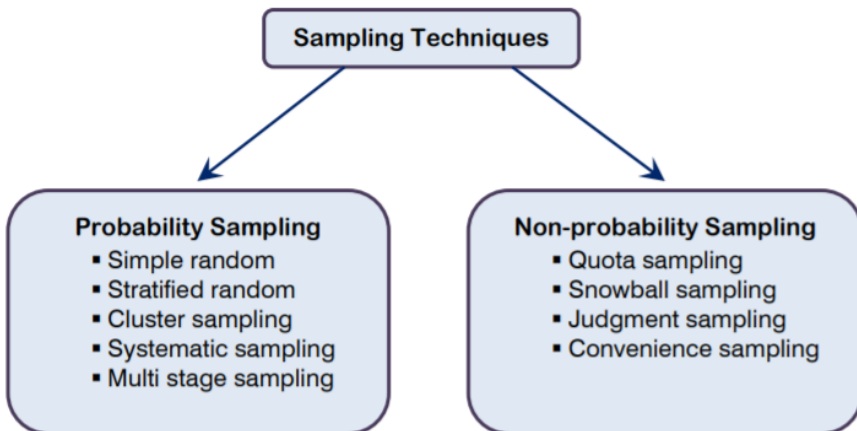 Sampling Techniques
Probability Sampling
▪ Simple random
▪ Stratified random
▪ Cluster sampling
▪ Systematic sampling
▪ Multi stage sampling
Non-probability Sampling
▪ Quota sampling
▪ Snowball sampling
▪ Judgment sampling
▪ Convenience sampling